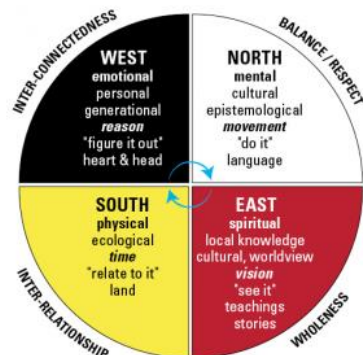 INTER-CONNECTEDNESS
BALANCE / RESPECT
WEST
emotional
personal
generational
reason
"figure it out"
heart & head
NORTH
mental
cultural
epistemological
movement
"do it"
language
SOUTH
physical
ecological
time
"relate to it"
land
EAST
spiritual
local knowledge
cultural, worldview
vision
"see it"
teachings
stories
INTER-RELATIONSHIP
WHOLENESS